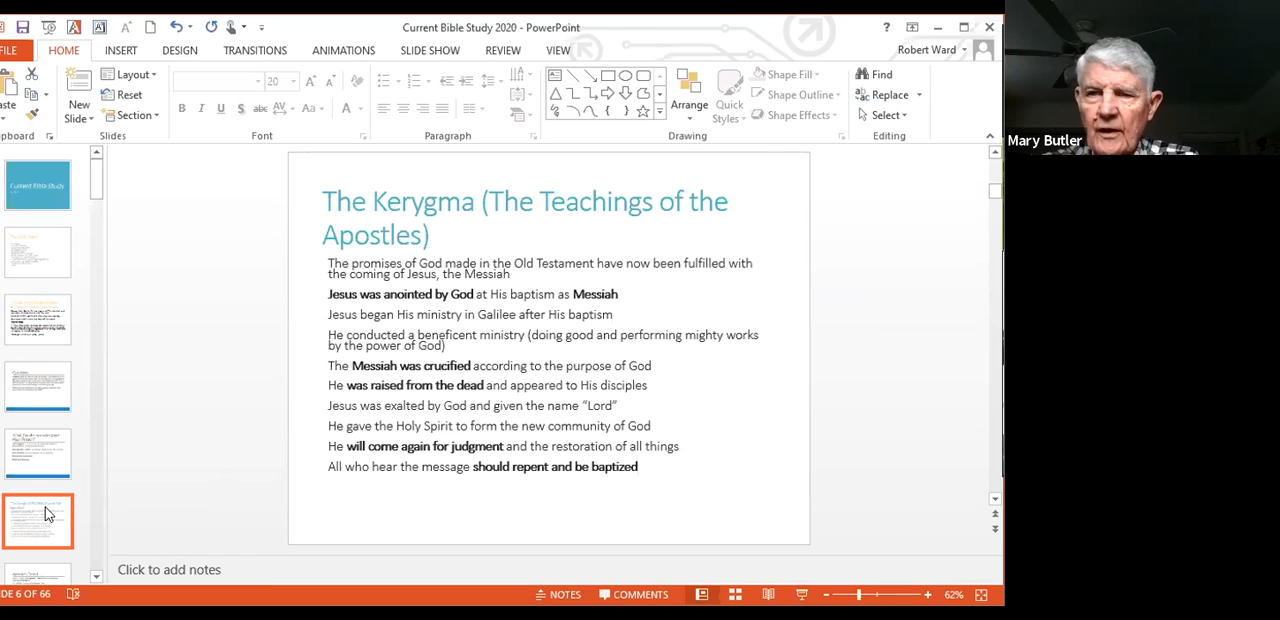 Current Bible Study 2020 - PowerPoint
?
FILE
HOME
INSERT
DESIGN
TRANSITIONS
ANIMATIONS
SLIDE SHOW
REVIEW
VIEW
Robert Ward
Layout
Reset
Section
New
Slide
Slides
20
B I U S abc AV Aa A
Font
Paragraph
Arrange
Quick
Styles
Shape Fill
Shape Outline
Shape Effects
Drawing
Find
Replace
Select
Editing
Mary Butler
Current Bible Study
The Kerygma (The Teachings of the
Apostles)
The promises of God made in the Old Testament have now been fulfilled with
the coming of Jesus, the Messiah
Jesus was anointed by God at His baptism as Messiah
Jesus began His ministry in Galilee after His baptism
He conducted a beneficent ministry (doing good and performing mighty works
by the power of God)
The Messiah was crucified according to the purpose of God
He was raised from the dead and appeared to His disciples
Jesus was exalted by God and given the name “Lord”
He gave the Holy Spirit to form the new community of God
He will come again for judgment and the restoration of all things
All who hear the message should repent and be baptized
Click to add notes
DE 6 OF 66
NOTES
COMMENTS
62%